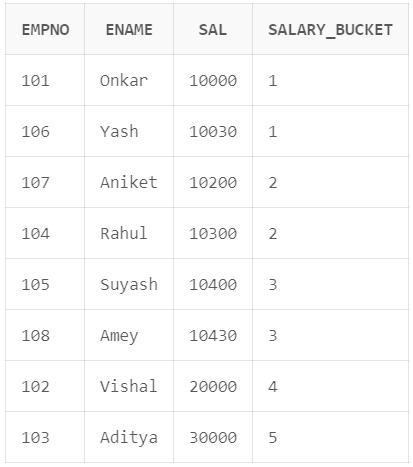 EMPNO ENAME SAL SALARY_BUCKET
101 Onkar 10000 1
106 Yash 10030 1
107 Aniket 10200 2
104 Rahul 10300 2
105 Suyash 10400 3
108 Amey 10430 3
102 Vishal 20000 4
103 Aditya 30000 5